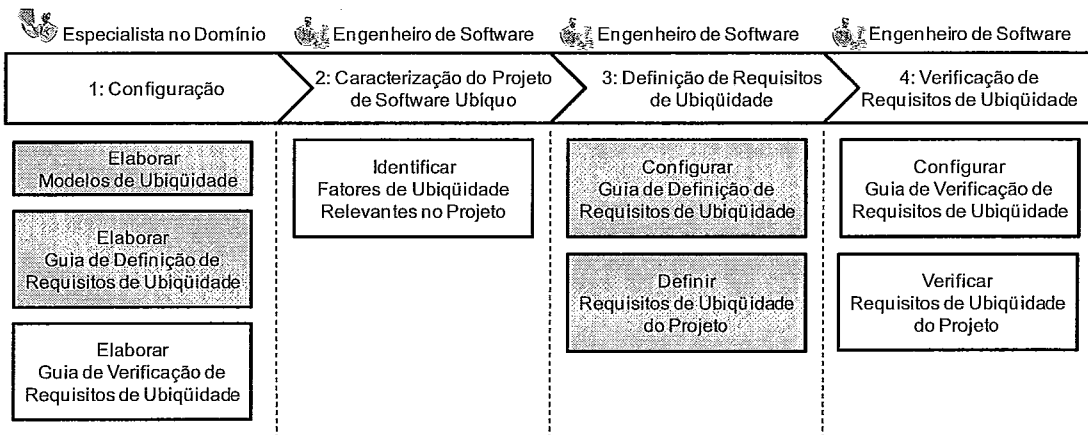 Especialista no Domínio
Engenheiro de Software
Engenheiro de Software
Engenheiro de Software
1: Configuração
2: Caracterização do Projeto
de Software Ubíquo
3: Definição de Requisitos
de Ubiqüidade
4: Verificação de
Requisitos de Ubiqüidade
Elaborar
Modelos de Ubiqüidade
Elaborar
Guia de Definição de
Requisitos de Ubiqüidade
Elaborar
Guia de Verificação de
Requisitos de Ubiqüidade
Identificar
Fatores de Ubiqüidade
Relevantes no Projeto
Configurar
Guia de Definição de
Requisitos de Ubiqüidade
Definir
Requisitos de Ubiqüidade
do Projeto
Configurar
Guia de Verificação de
Requisitos de Ubiqüidade
Verificar
Requisitos de Ubiqüidade
do Projeto